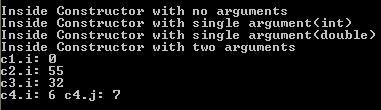 Inside Constructor with no arguments
Inside Constructor with single argument(int)
Inside Constructor with single argument(double)
Inside Constructor with two arguments
c1.i: 0
c2.i: 55
c3.i: 32
c4.i: 6 c4.j: 7